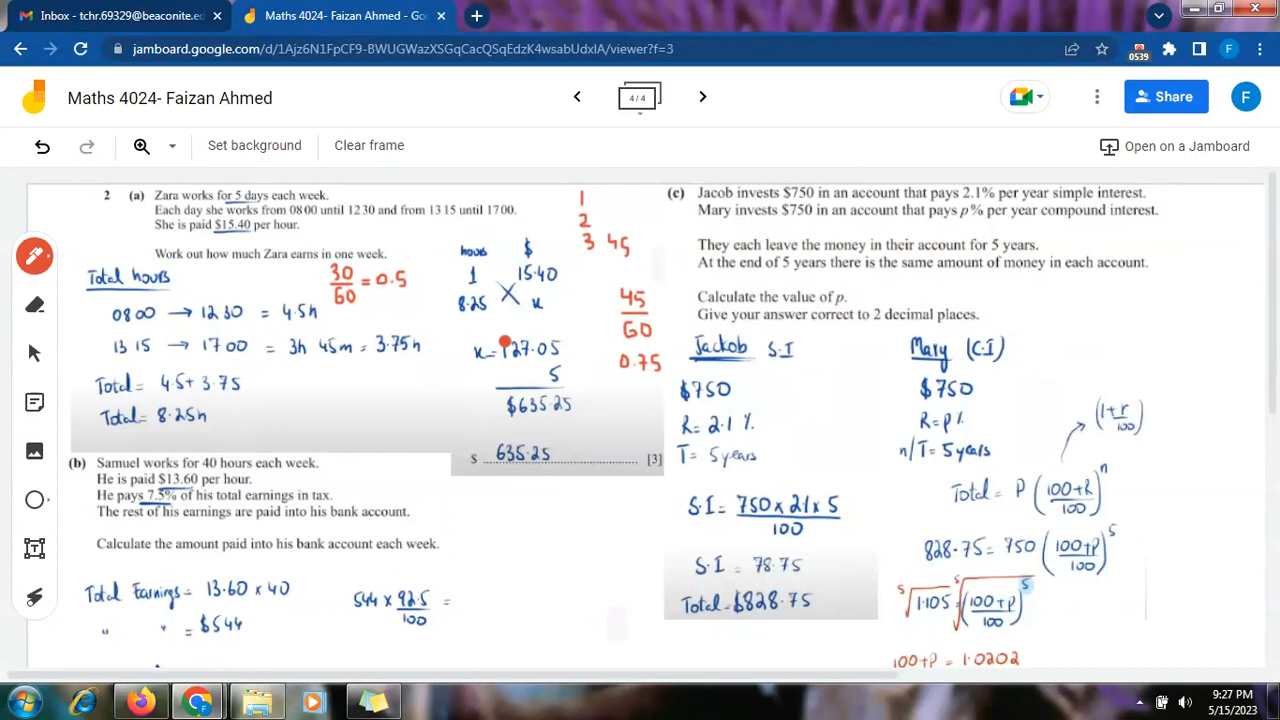 Inbox - tchr.69329@beaconite.ed
Maths 4024 - Faizan Ahmed - Goo
jamboard.google.com/d/1Ajz6N1FpCF9-BWUGWazXSGqCacQSqEdzK4wsabUdxlA/viewer?f=3
0539
F
Maths 4024- Faizan Ahmed
4/4
Share
F
Set background
Clear frame
Open on a Jamboard
2 (a) Zara works for 5 days each week.
Each day she works from 08 00 until 12 30 and from 13 15 until 17 00.
She is paid $15.40 per hour.
Work out how much Zara earns in one week.
Total hours
30/60 = 0.5
08 00 → 12 30 = 4.5h
13 15 → 17 00 = 3h 45m = 3.75h
Total = 4.5 + 3.75
Total = 8.25h
hours $
1 15.40
8.25 x
x = 127.05
5
$635.25
$ 635.25 [3]
1
2
3 45
45/60
0.75
(b) Samuel works for 40 hours each week.
He is paid $13.60 per hour.
He pays 7.5% of his total earnings in tax.
The rest of his earnings are paid into his bank account.
Calculate the amount paid into his bank account each week.
Total Earnings = 13.60 x 40
" " = $544
544 x 92.5/100 =
(c) Jacob invests $750 in an account that pays 2.1% per year simple interest.
Mary invests $750 in an account that pays p% per year compound interest.
They each leave the money in their account for 5 years.
At the end of 5 years there is the same amount of money in each account.
Calculate the value of p.
Give your answer correct to 2 decimal places.
Jackob S.I
$750
R = 2.1 %
T = 5 years
S.I = 750 x 2.1 x 5/100
S.I = 78.75
Total = $828.75
Mary (C.I)
$750
R = p%
n/T = 5 years
(1+r/100)
Total = P (100+R/100)^n
828.75 = 750 (100+P/100)^5
5√1.105 = 5√(100+P/100)^5
100+P = 1.0202
9:27 PM
5/15/2023